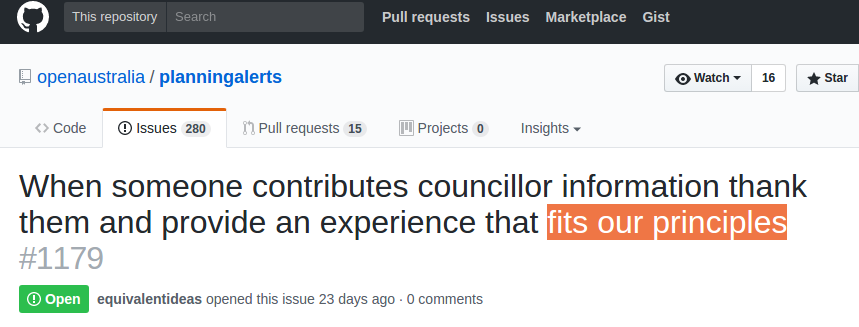 This repository Search Pull requests Issues Marketplace Gist
openaustralia / planningalerts Watch 16 Star
Code Issues 280 Pull requests 15 Projects 0 Insights
When someone contributes councillor information thank
them and provide an experience that fits our principles
#1179
Open equivalentideas opened this issue 23 days ago · 0 comments